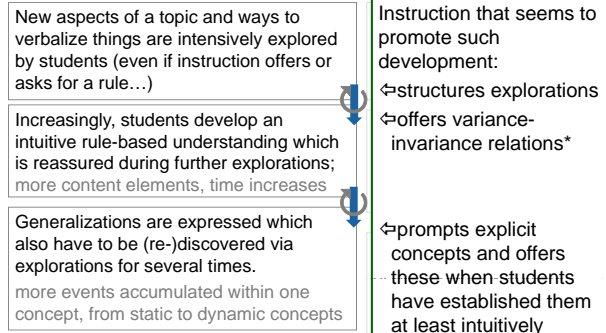 New aspects of a topic and ways to
verbalize things are intensively explored
by students (even if instruction offers or
asks for a rule…)
Increasingly, students develop an
intuitive rule-based understanding which
is reassured during further explorations;
more content elements, time increases
Generalizations are expressed which
also have to be (re-)discovered via
explorations for several times.
more events accumulated within one
concept, from static to dynamic concepts
Instruction that seems to
promote such
development:
⇦structures explorations
⇦offers variance-
invariance relations*
⇦prompts explicit
concepts and offers
these when students
have established them
at least intuitively